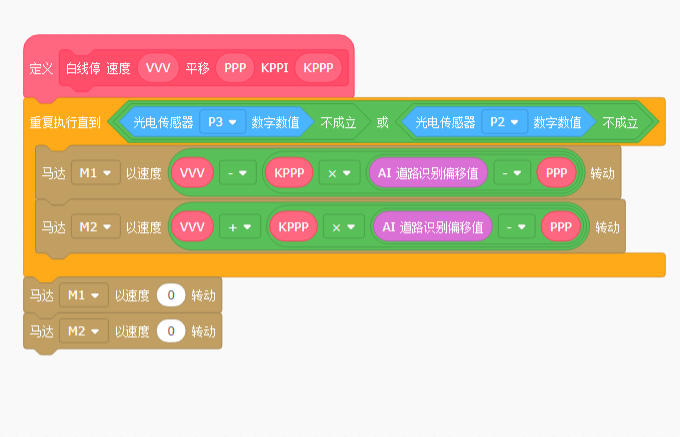 定义 白线停 速度 VVV 平移 PPP KPPI KPPP
重复执行直到 光电传感器 P3 数字数值 不成立 或 光电传感器 P2 数字数值 不成立
马达 M1 以速度 VVV - KPPP × AI 道路识别偏移值 - PPP 转动
马达 M2 以速度 VVV + KPPP × AI 道路识别偏移值 - PPP 转动
马达 M1 以速度 0 转动
马达 M2 以速度 0 转动